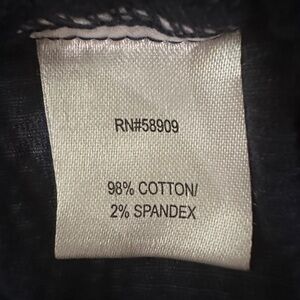 RN#58909
98% COTTON/
2% SPANDEX